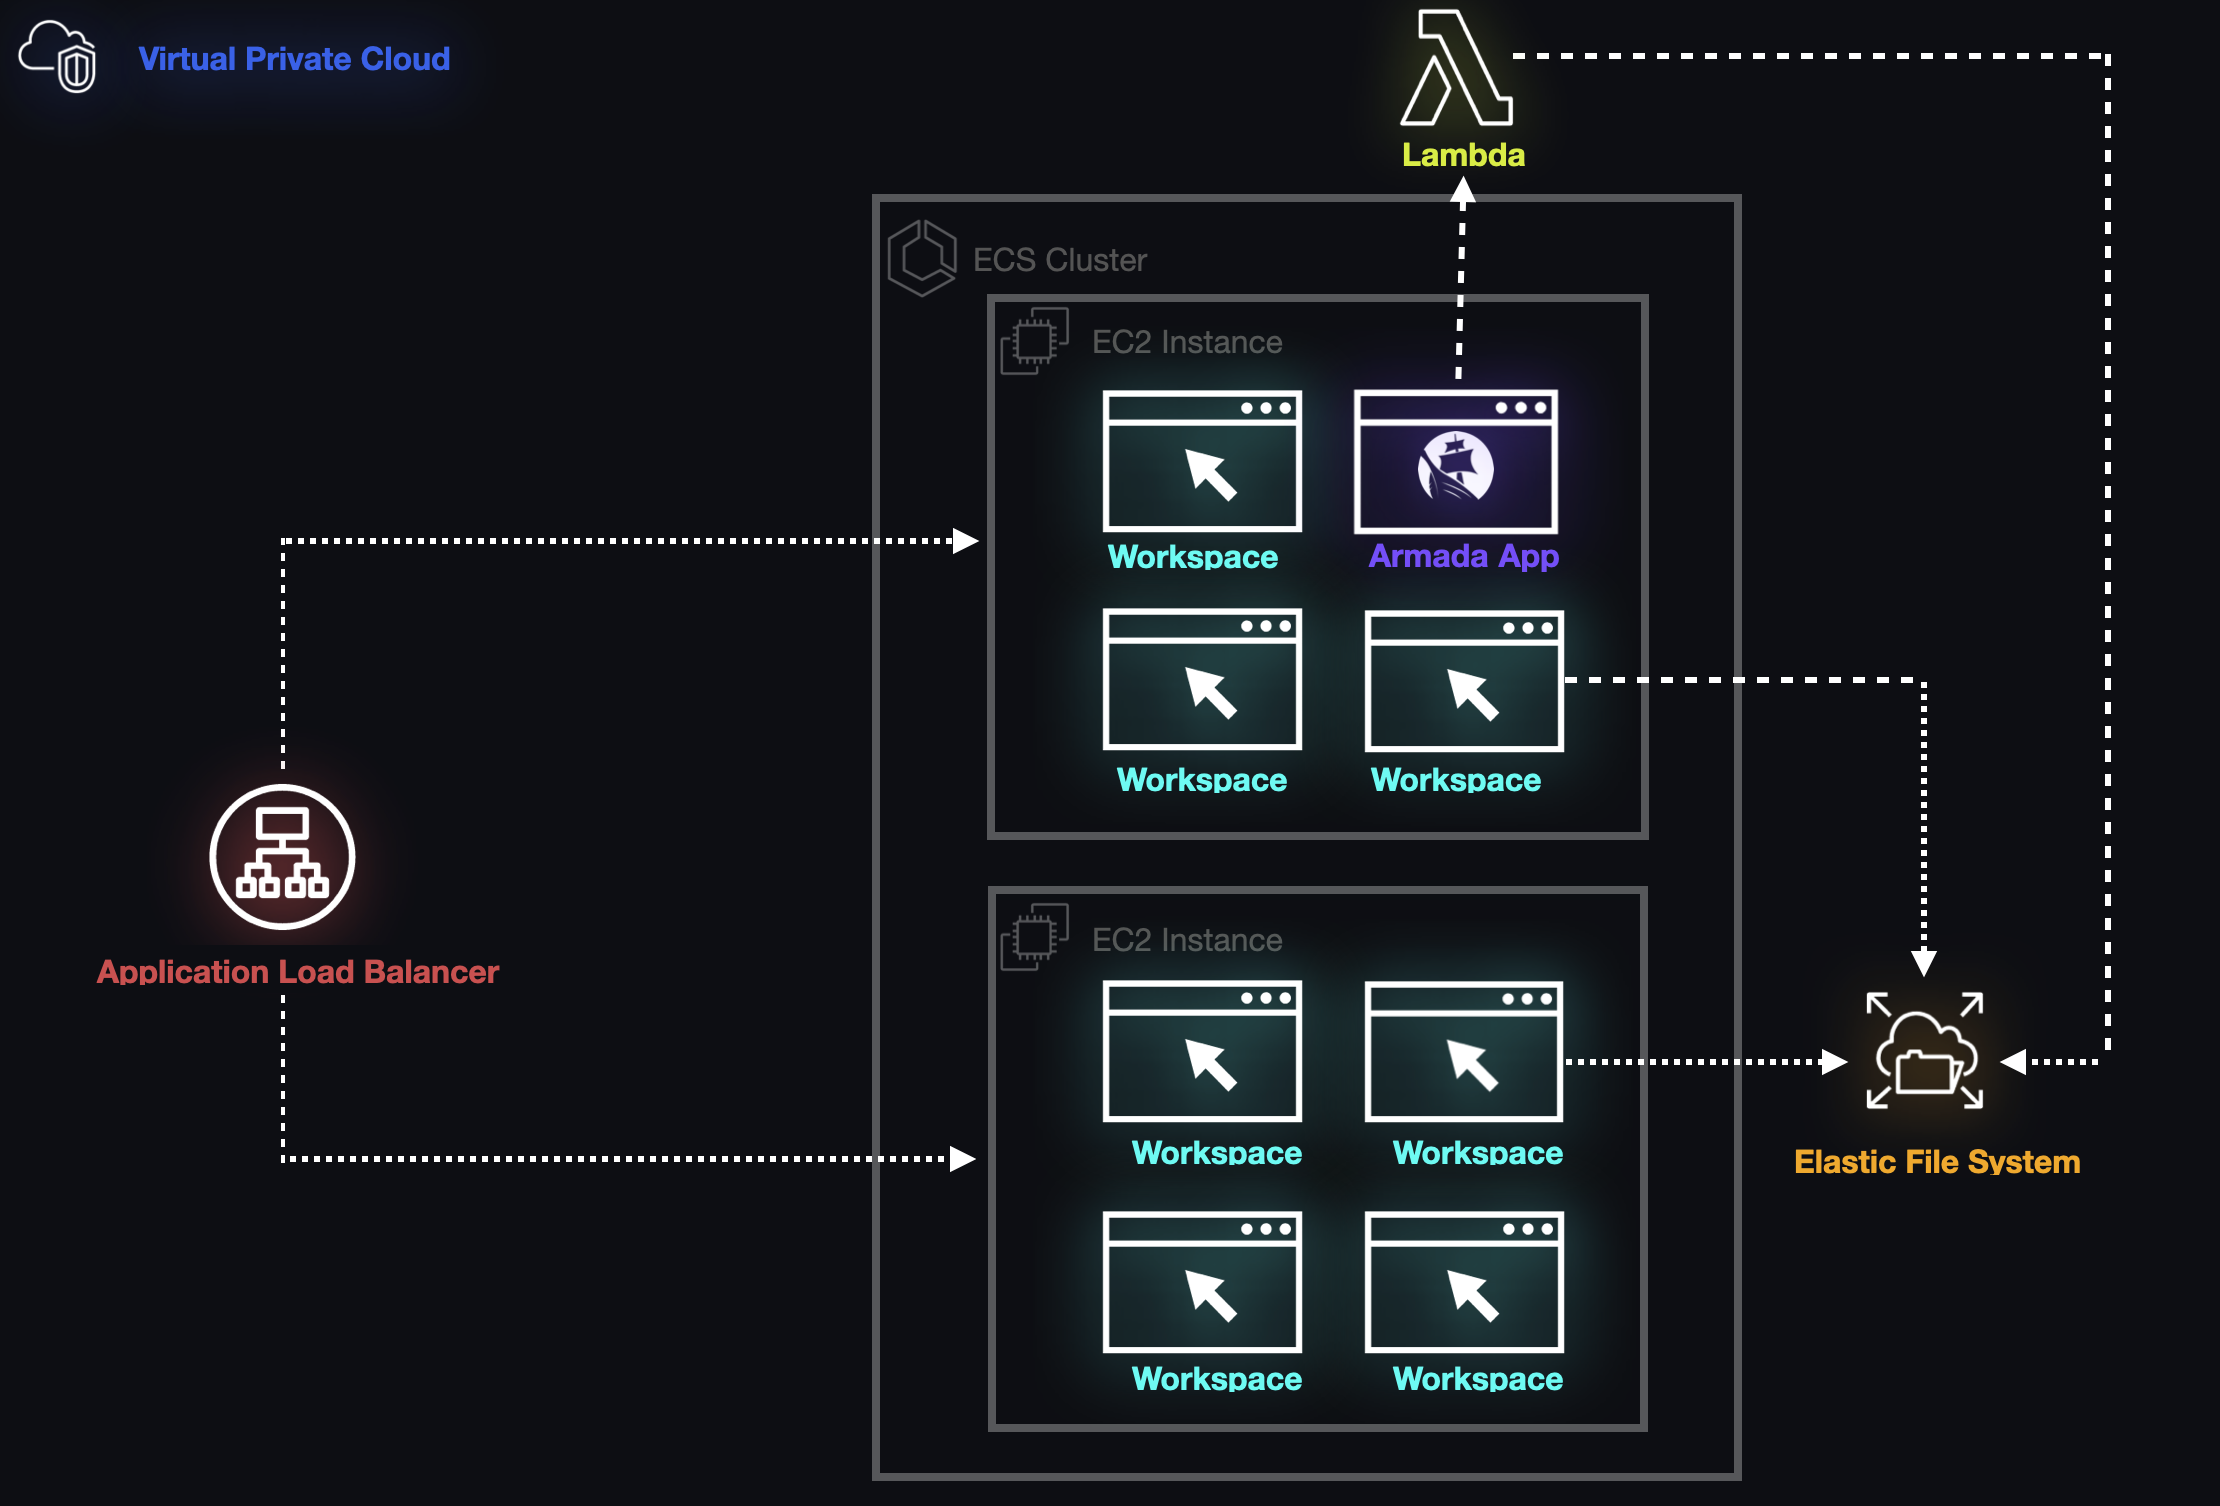 Virtual Private Cloud
Lambda
ECS Cluster
EC2 Instance
Workspace
Armada App
Workspace
Workspace
Application Load Balancer
EC2 Instance
Workspace
Workspace
Elastic File System
Workspace
Workspace